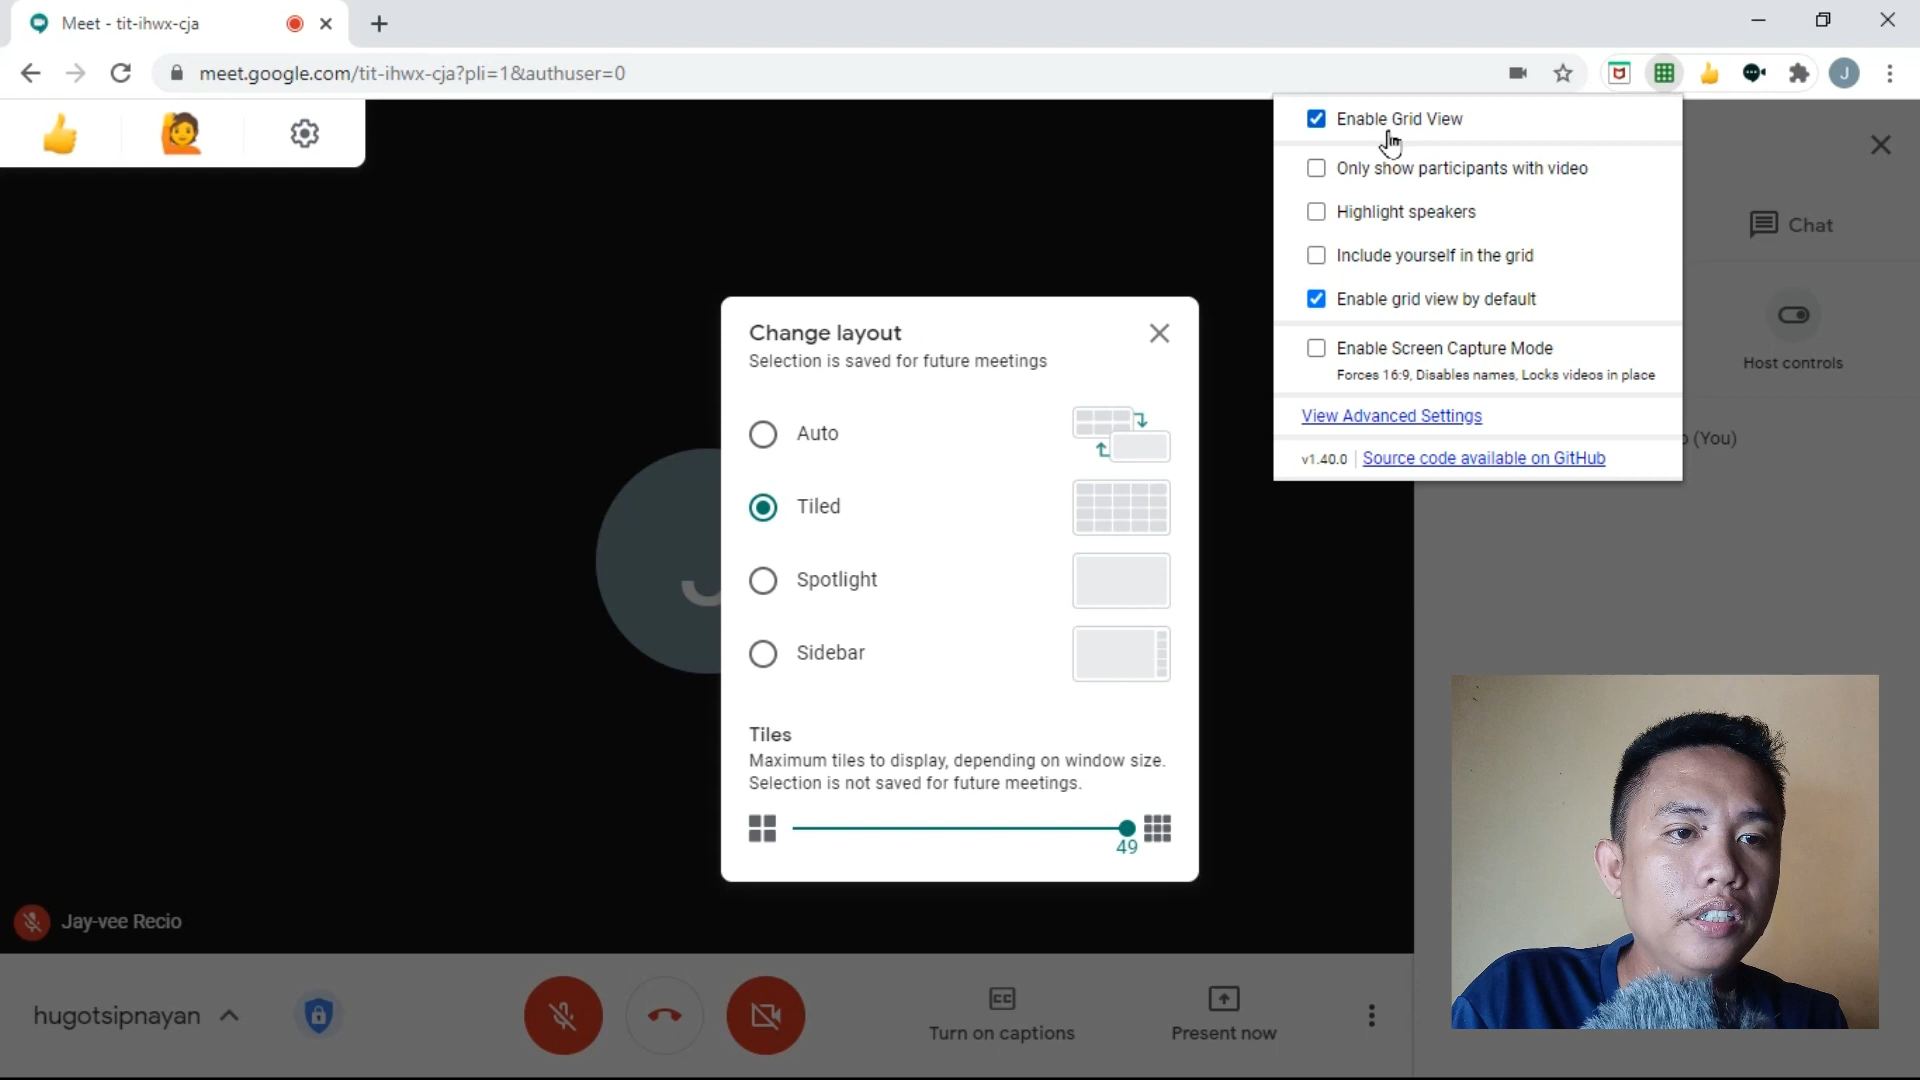 Meet - tit-ihwx-cja
meet.google.com/tit-ihwx-cja?pli=1&authuser=0
J
Enable Grid View
Only show participants with video
Highlight speakers
Include yourself in the grid
Enable grid view by default
Enable Screen Capture Mode
Forces 16:9, Disables names, Locks videos in place
View Advanced Settings
v1.40.0 | Source code available on GitHub
Chat
Host controls
(You)
Change layout
Selection is saved for future meetings
Auto
Tiled
Spotlight
Sidebar
Tiles
Maximum tiles to display, depending on window size.
Selection is not saved for future meetings.
49
Jay-vee Recio
hugotsipnayan
CC
Turn on captions
Present now